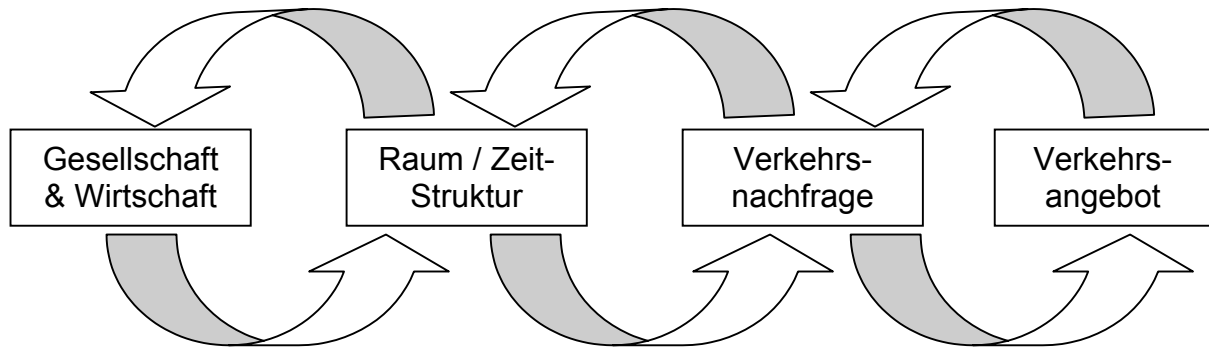 Gesellschaft
& Wirtschaft
Raum / Zeit-
Struktur
Verkehrs-
nachfrage
Verkehrs-
angebot